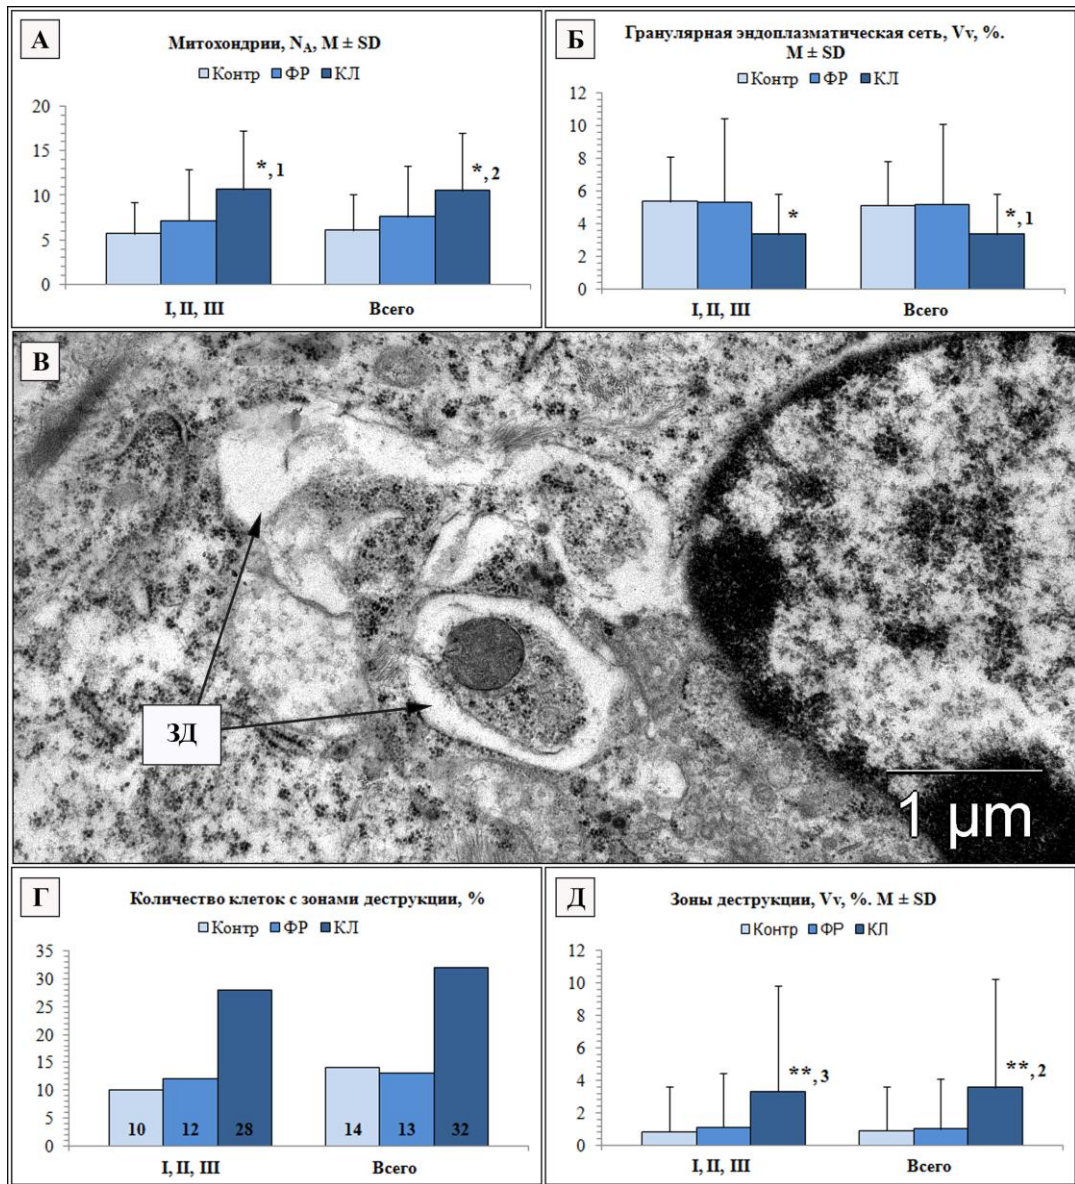 А
Митохондрии, NA, M ± SD
Контр ФР КЛ
20
15
10
5
0
*, 1
*, 2
I, II, III Всего
Б
Гранулярная эндоплазматическая сеть, Vv, %.
M ± SD
Контр ФР КЛ
12
10
8
6
4
2
0
*
*, 1
I, II, III Всего
В
ЗД
1 µm
Г
Количество клеток с зонами деструкции, %
Контр ФР КЛ
35
30
25
20
15
10
5
0
10 12 28 14 13 32
I, II, III Всего
Д
Зоны деструкции, Vv, %. M ± SD
Контр ФР КЛ
12
10
8
6
4
2
0
**, 3
**, 2
I, II, III Всего